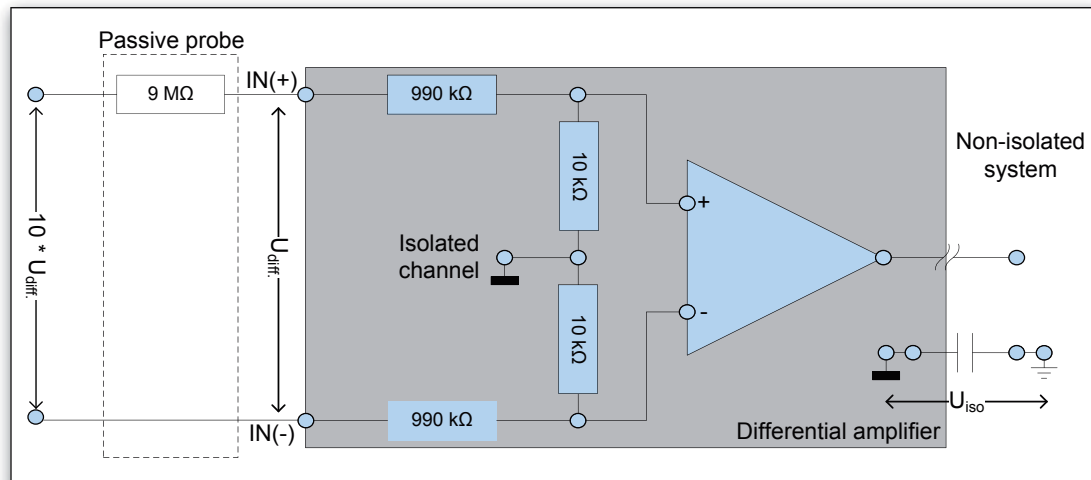 Passive probe
IN(+)
9 MΩ
990 kΩ
10 kΩ
Non-isolated
system
+
10 * Udiff.
Udiff.
Isolated
channel
10 kΩ
-
990 kΩ
IN(-)
Uiso
Differential amplifier